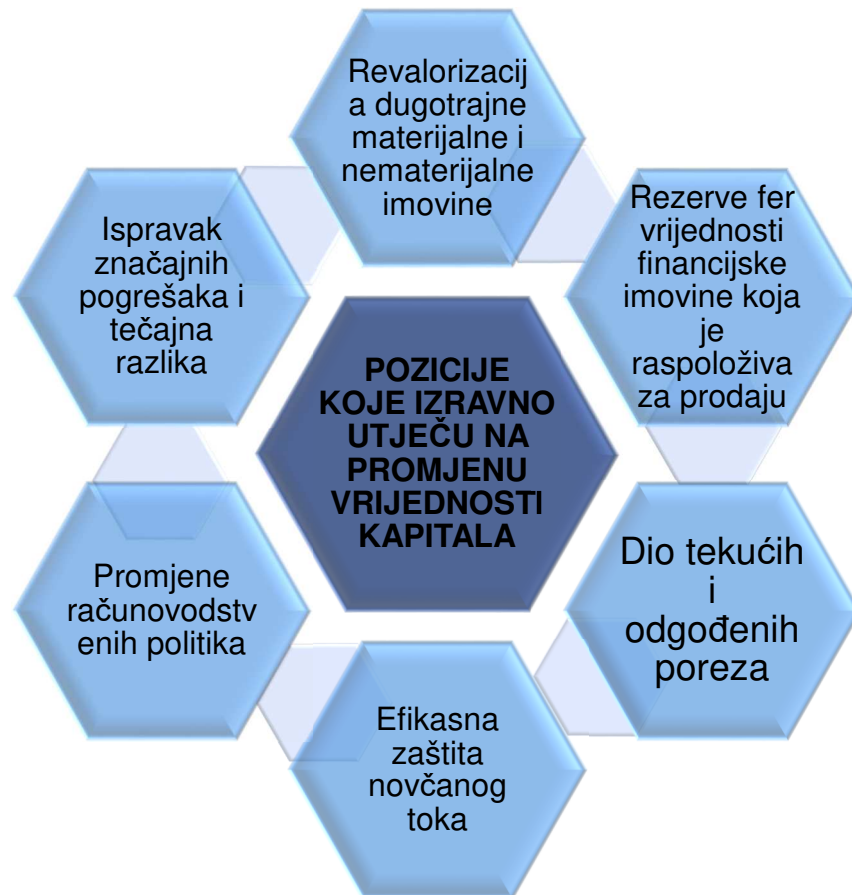 Revalorizacij
a dugotrajne
materijalne i
nematerijalne
imovine
Rezerve fer
vrijednosti
financijske
imovine koja
je
raspoloživa
za prodaju
Dio tekućih
i
odgođenih
poreza
Efikasna
zaštita
novčanog
toka
Promjene
računovodstv
enih politika
Ispravak
značajnih
pogrešaka i
tečajna
razlika
POZICIJE
KOJE IZRAVNO
UTJEČU NA
PROMJENU
VRIJEDNOSTI
KAPITALA